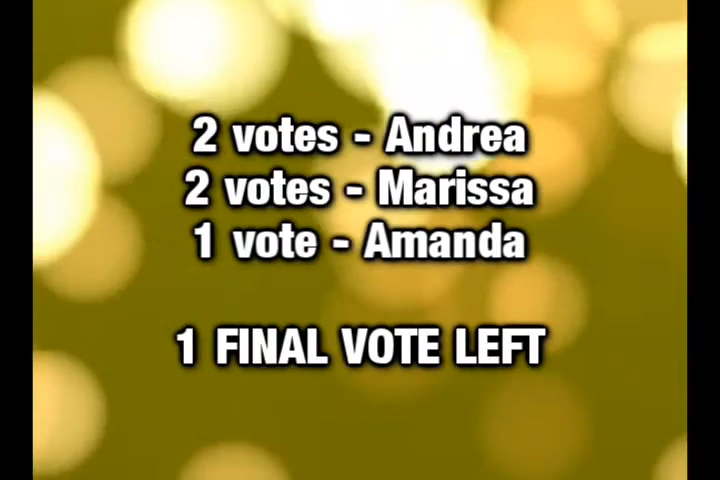 2 votes - Andrea
2 votes - Marissa
1 vote - Amanda
1 FINAL VOTE LEFT